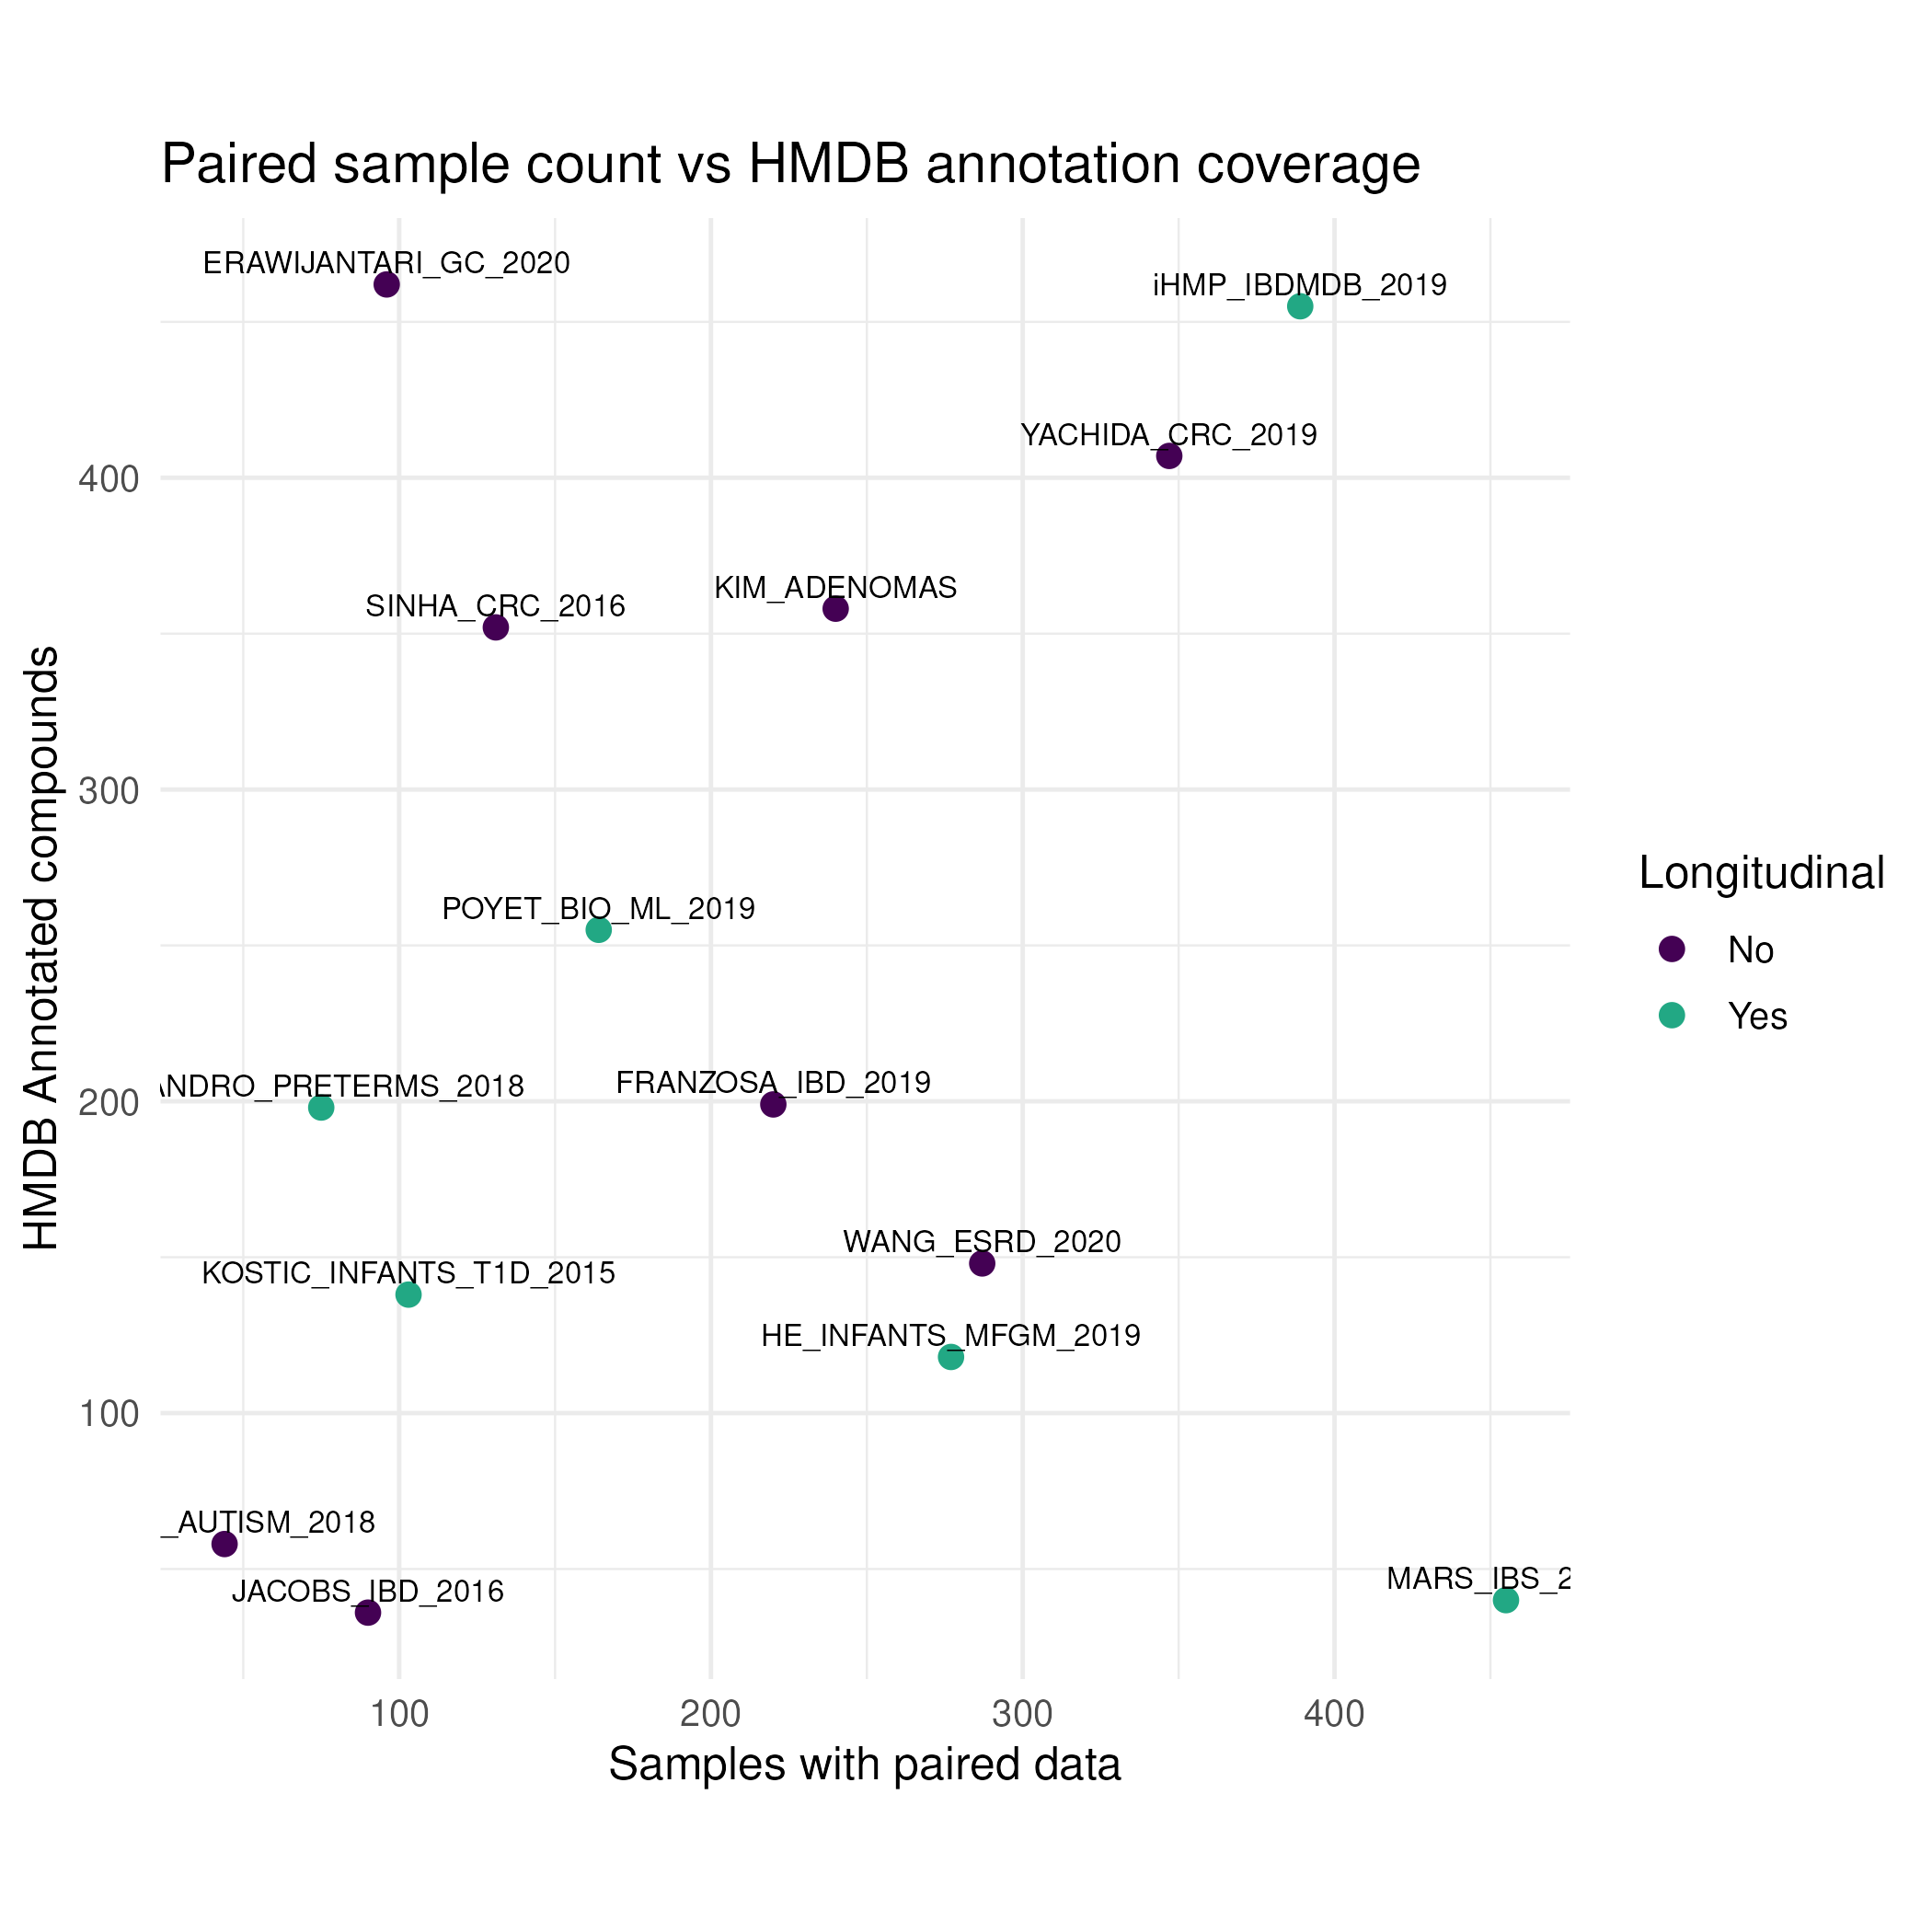 Paired sample count vs HMDB annotation coverage
ERAWIJANTARI_GC_2020
iHMP_IBDMDB_2019
YACHIDA_CRC_2019
400
KIM_ADENOMAS
SINHA_CRC_2016
HMDB Annotated compounds
300
POYET_BIO_ML_2019
Longitudinal
No
Yes
ANDRO_PRETERMS_2018
FRANZOSA_IBD_2019
200
WANG_ESRD_2020
KOSTIC_INFANTS_T1D_2015
HE_INFANTS_MFGM_2019
100
_AUTISM_2018
MARS_IBS_2
JACOBS_IBD_2016
100 200 300 400
Samples with paired data